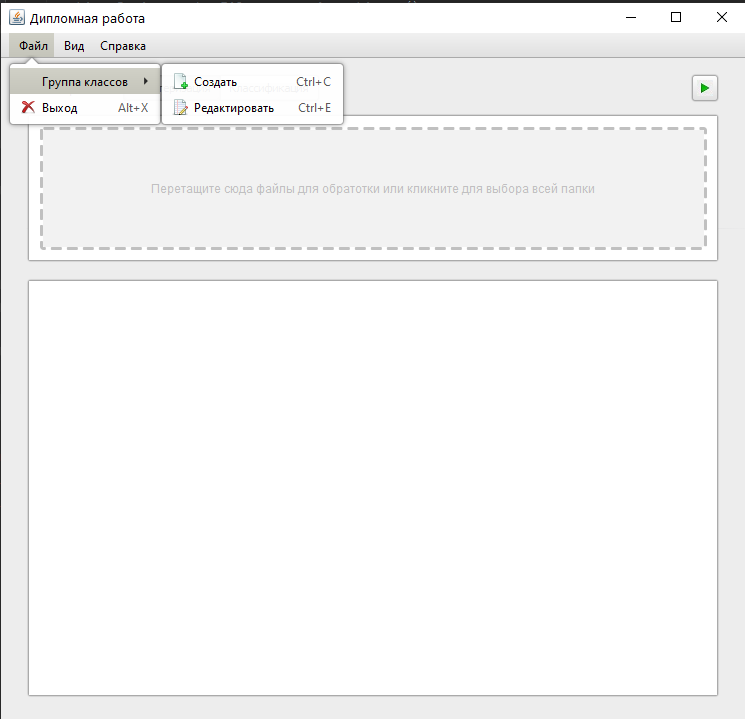 Дипломная работа
Файл Вид Справка
Группа классов
Создать Ctrl+C
Выход Alt+X
Редактировать Ctrl+E
Перетащите сюда файлы для обратотки или кликните для выбора всей папки